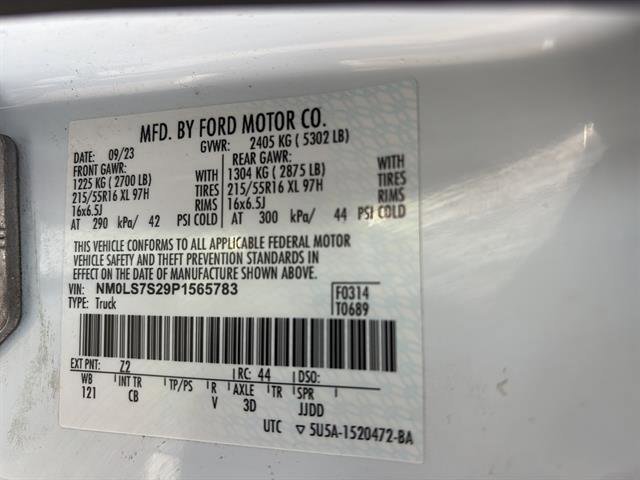 MFD. BY FORD MOTOR CO.
DATE: 09/23 GVWR: 2405 KG ( 5302 LB)
FRONT GAWR: REAR GAWR:
1225 KG ( 2700 LB) WITH 1304 KG ( 2875 LB) WITH
215/55R16 XL 97H TIRES 215/55R16 XL 97H TIRES
16x6.5J RIMS 16x6.5J RIMS
AT 290 kPa/ 42 PSI COLD AT 300 kPa/ 44 PSI COLD
THIS VEHICLE CONFORMS TO ALL APPLICABLE FEDERAL MOTOR
VEHICLE SAFETY AND THEFT PREVENTION STANDARDS IN
EFFECT ON THE DATE OF MANUFACTURE SHOWN ABOVE.
VIN: NM0LS7S29P1565783 F0314
TYPE: Truck T0689
EXT PNT: Z2 RC: 44 DSO:
WB INT TR TP/PS R AXLE TR SPR
121 CB V 3D JJDD
UTC 5U5A-1520472-BA